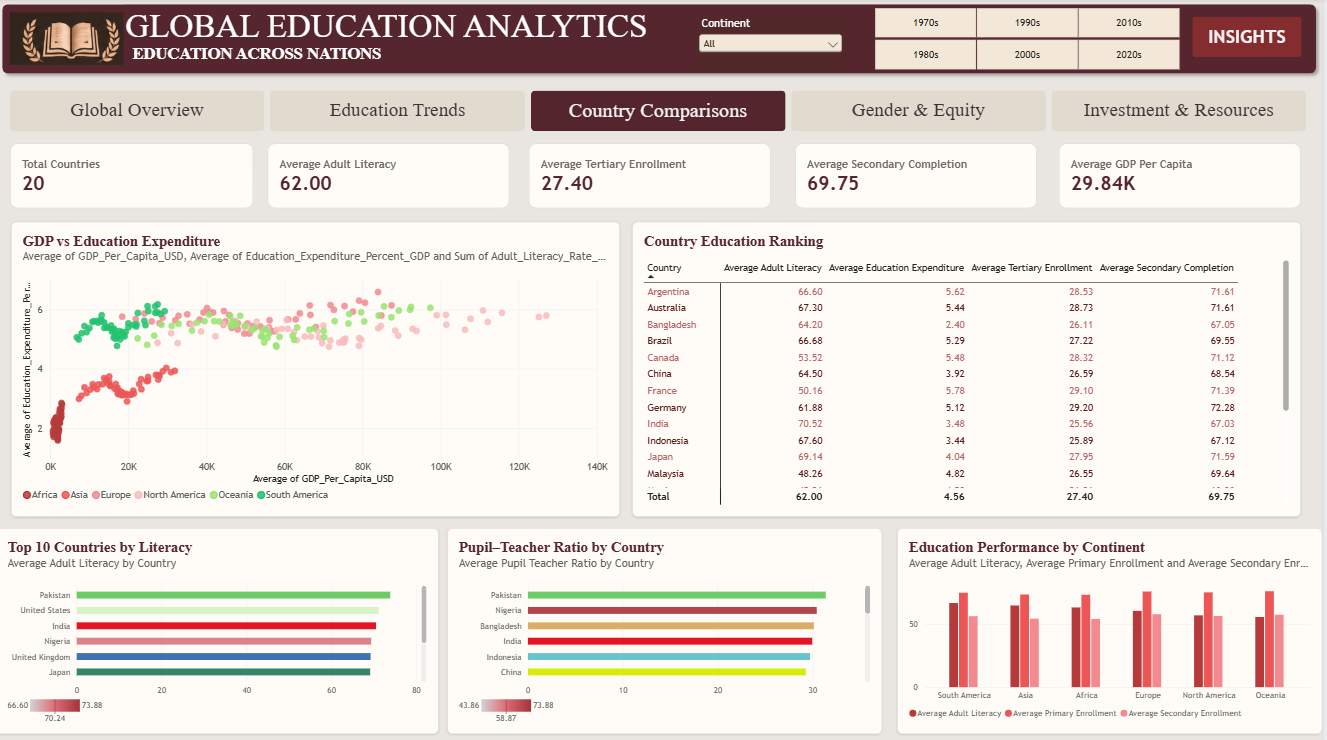 GLOBAL EDUCATION ANALYTICS
EDUCATION ACROSS NATIONS
Continent
All
1970s 1990s 2010s
1980s 2000s 2020s
INSIGHTS
Global Overview Education Trends Country Comparisons Gender & Equity Investment & Resources
Total Countries
20
Average Adult Literacy
62.00
Average Tertiary Enrollment
27.40
Average Secondary Completion
69.75
Average GDP Per Capita
29.84K
GDP vs Education Expenditure
Average of GDP_Per_Capita_USD, Average of Education_Expenditure_Percent_GDP and Sum of Adult_Literacy_Rate_...
Average of Education_Expenditure_Per...
6
4
2
0K 20K 40K 60K 80K 100K 120K 140K
Average of GDP_Per_Capita_USD
Africa Asia Europe North America Oceania South America
Country Education Ranking
Country Average Adult Literacy Average Education Expenditure Average Tertiary Enrollment Average Secondary Completion
Argentina 66.60 5.62 28.53 71.61
Australia 67.30 5.44 28.73 71.61
Bangladesh 64.20 2.40 26.11 67.05
Brazil 66.68 5.29 27.22 69.55
Canada 53.52 5.48 28.32 71.12
China 64.50 3.92 26.59 68.54
France 50.16 5.78 29.10 71.39
Germany 61.88 5.12 29.20 72.28
India 70.52 3.48 25.56 67.03
Indonesia 67.60 3.44 25.89 67.12
Japan 69.14 4.04 27.95 71.59
Malaysia 48.26 4.82 26.55 69.64
Total 62.00 4.56 27.40 69.75
Top 10 Countries by Literacy
Average Adult Literacy by Country
Pakistan
United States
India
Nigeria
United Kingdom
Japan
0 20 40 60 80
66.60 73.88
70.24
Pupil–Teacher Ratio by Country
Average Pupil Teacher Ratio by Country
Pakistan
Nigeria
Bangladesh
India
Indonesia
China
0 10 20 30
43.86 73.88
58.87
Education Performance by Continent
Average Adult Literacy, Average Primary Enrollment and Average Secondary Enr...
50
0
South America Asia Africa Europe North America Oceania
Average Adult Literacy Average Primary Enrollment Average Secondary Enrollment